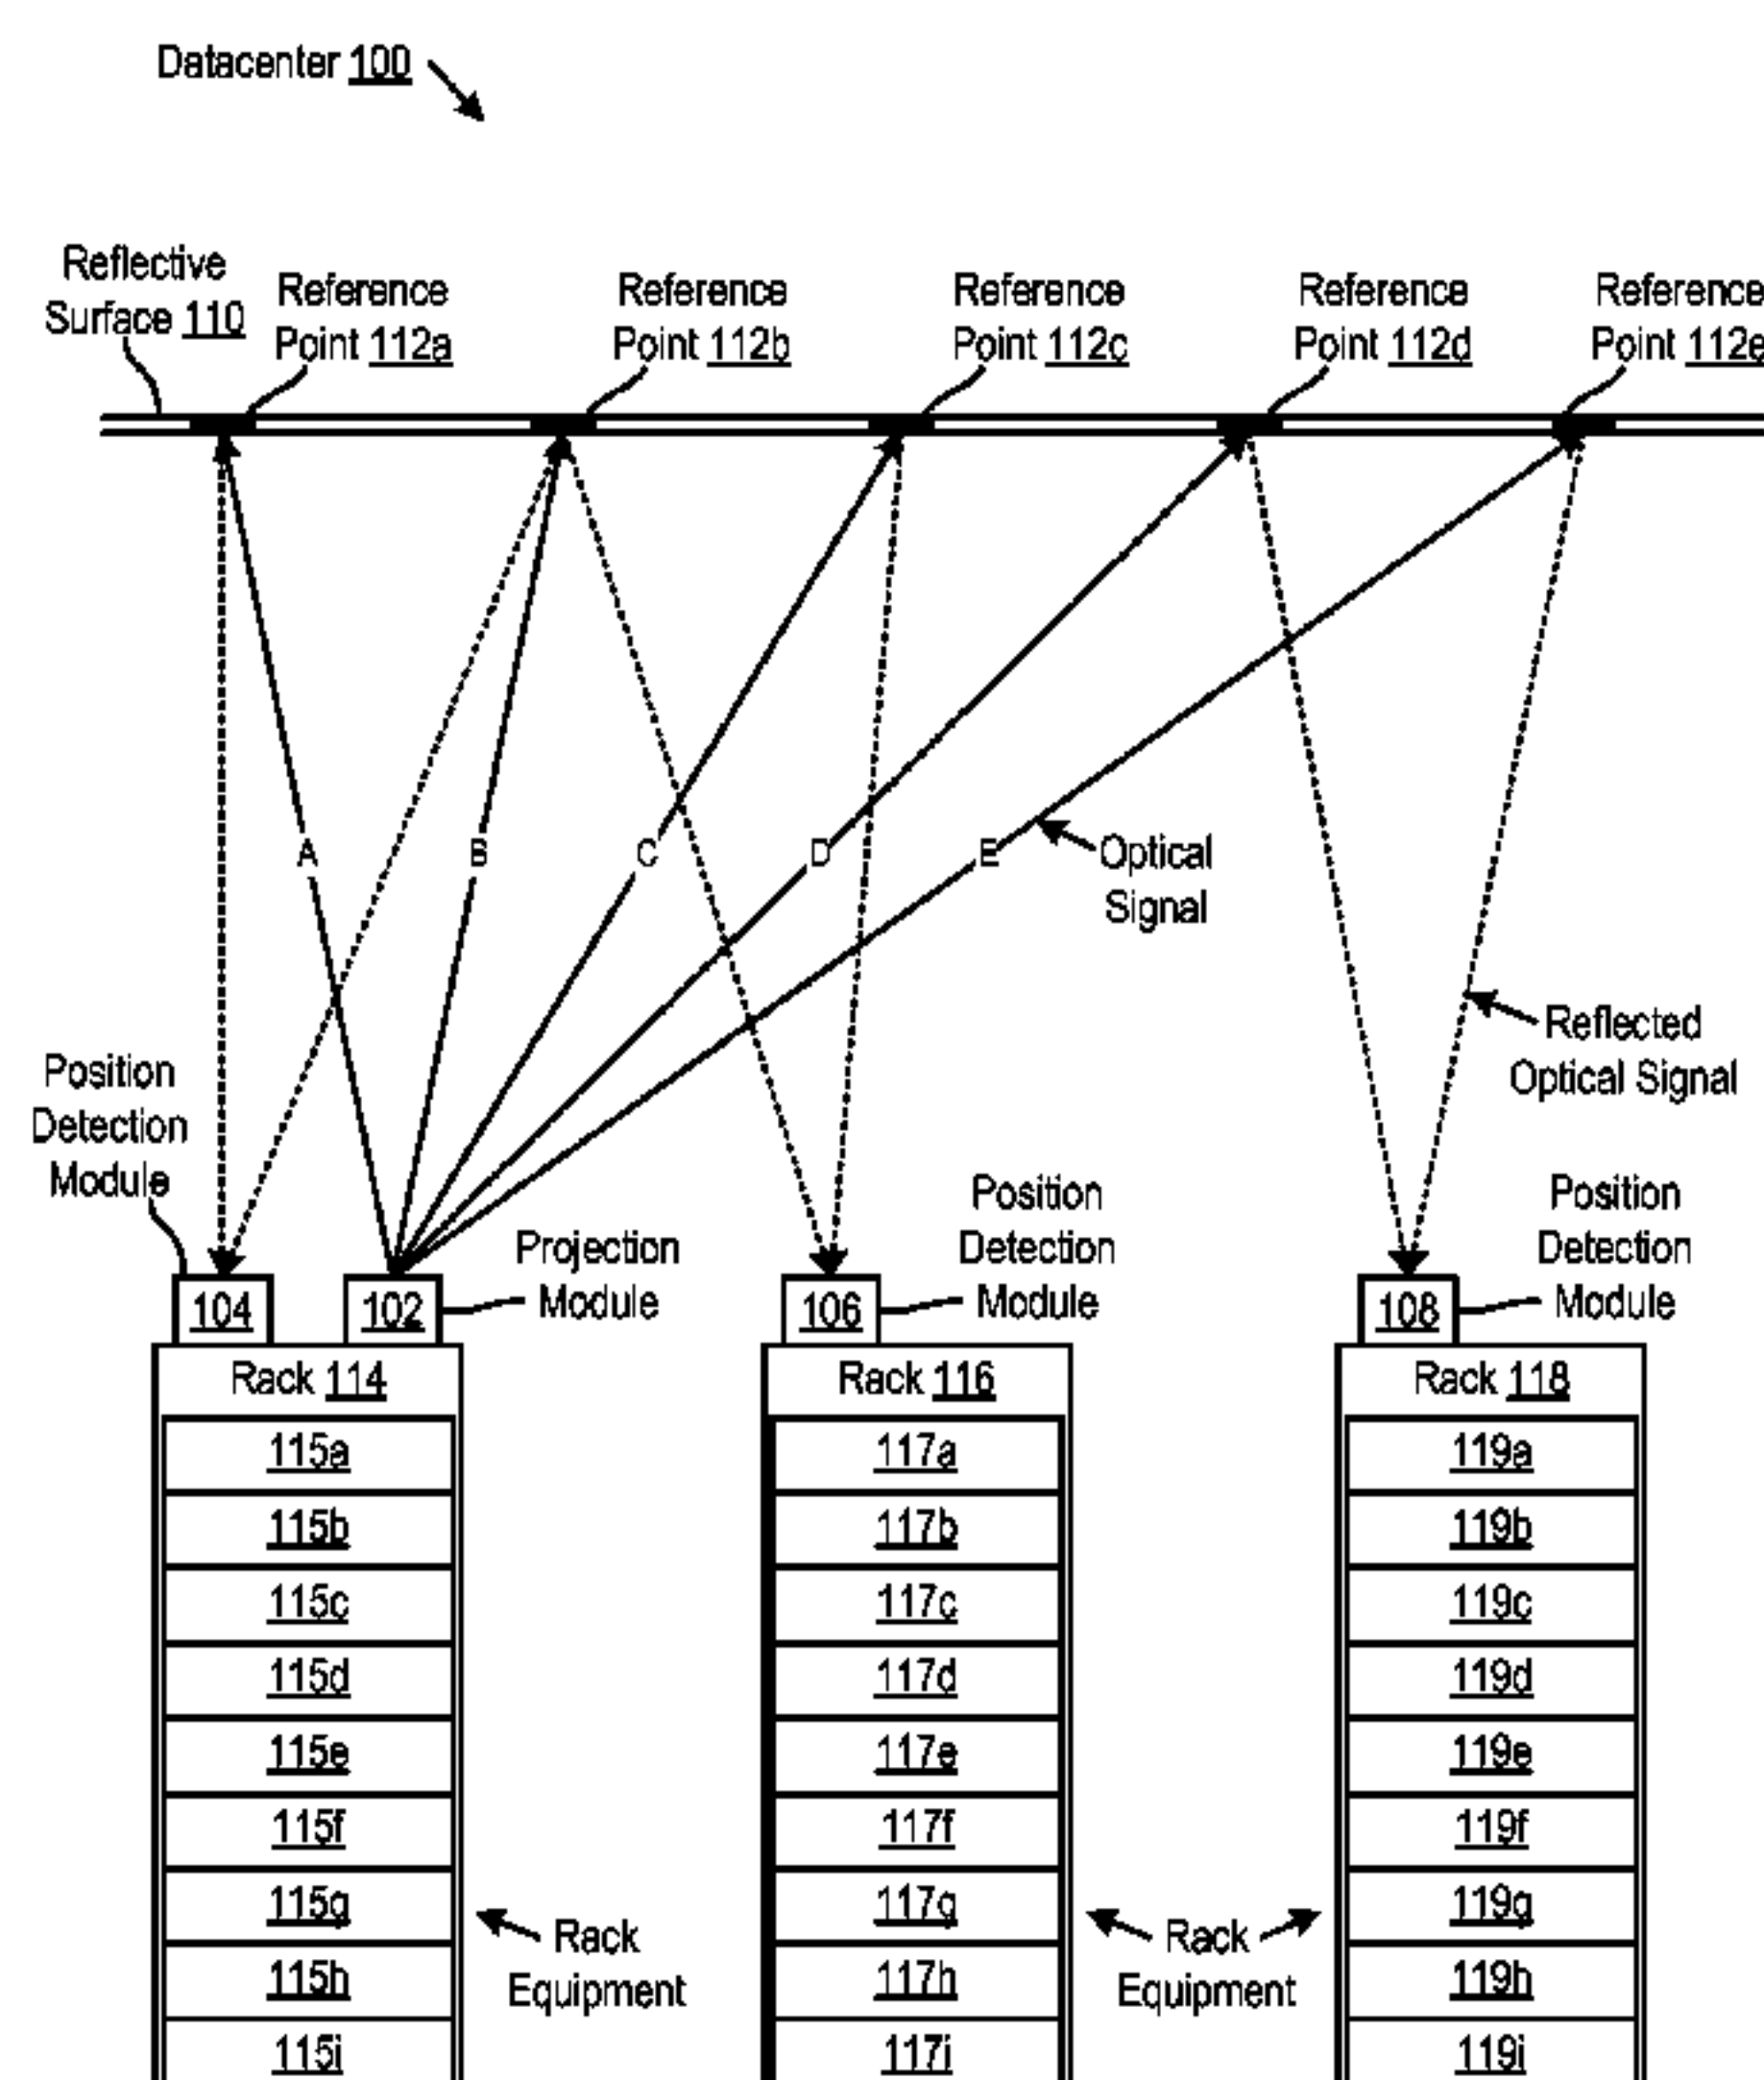 Datacenter 100
Reflective
Surface 110
Reference
Point 112a
Reference
Point 112b
Reference
Point 112c
Reference
Point 112d
Reference
Point 112e
A
B
C
D
E
Optical
Signal
Reflected
Optical Signal
Position
Detection
Module
Projection
Module
Position
Detection
Module
Position
Detection
Module
104
102
106
108
Rack 114
Rack 116
Rack 118
115a
115b
115c
115d
115e
115f
115g
115h
115i
117a
117b
117c
117d
117e
117f
117g
117h
117i
119a
119b
119c
119d
119e
119f
119g
119h
119i
Rack
Equipment
Rack
Equipment